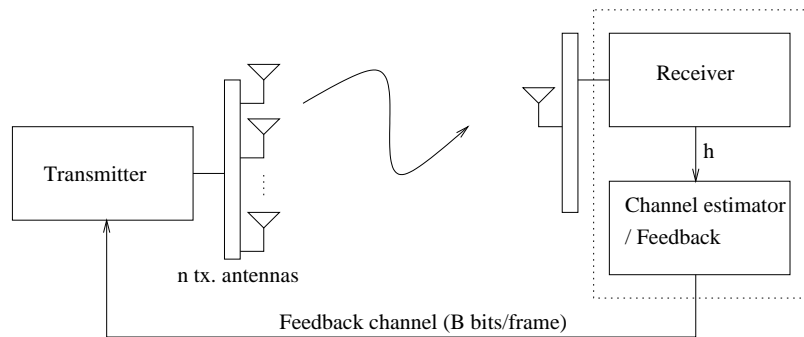 Receiver
h
Transmitter
Channel estimator
/ Feedback
n tx. antennas
Feedback channel (B bits/frame)